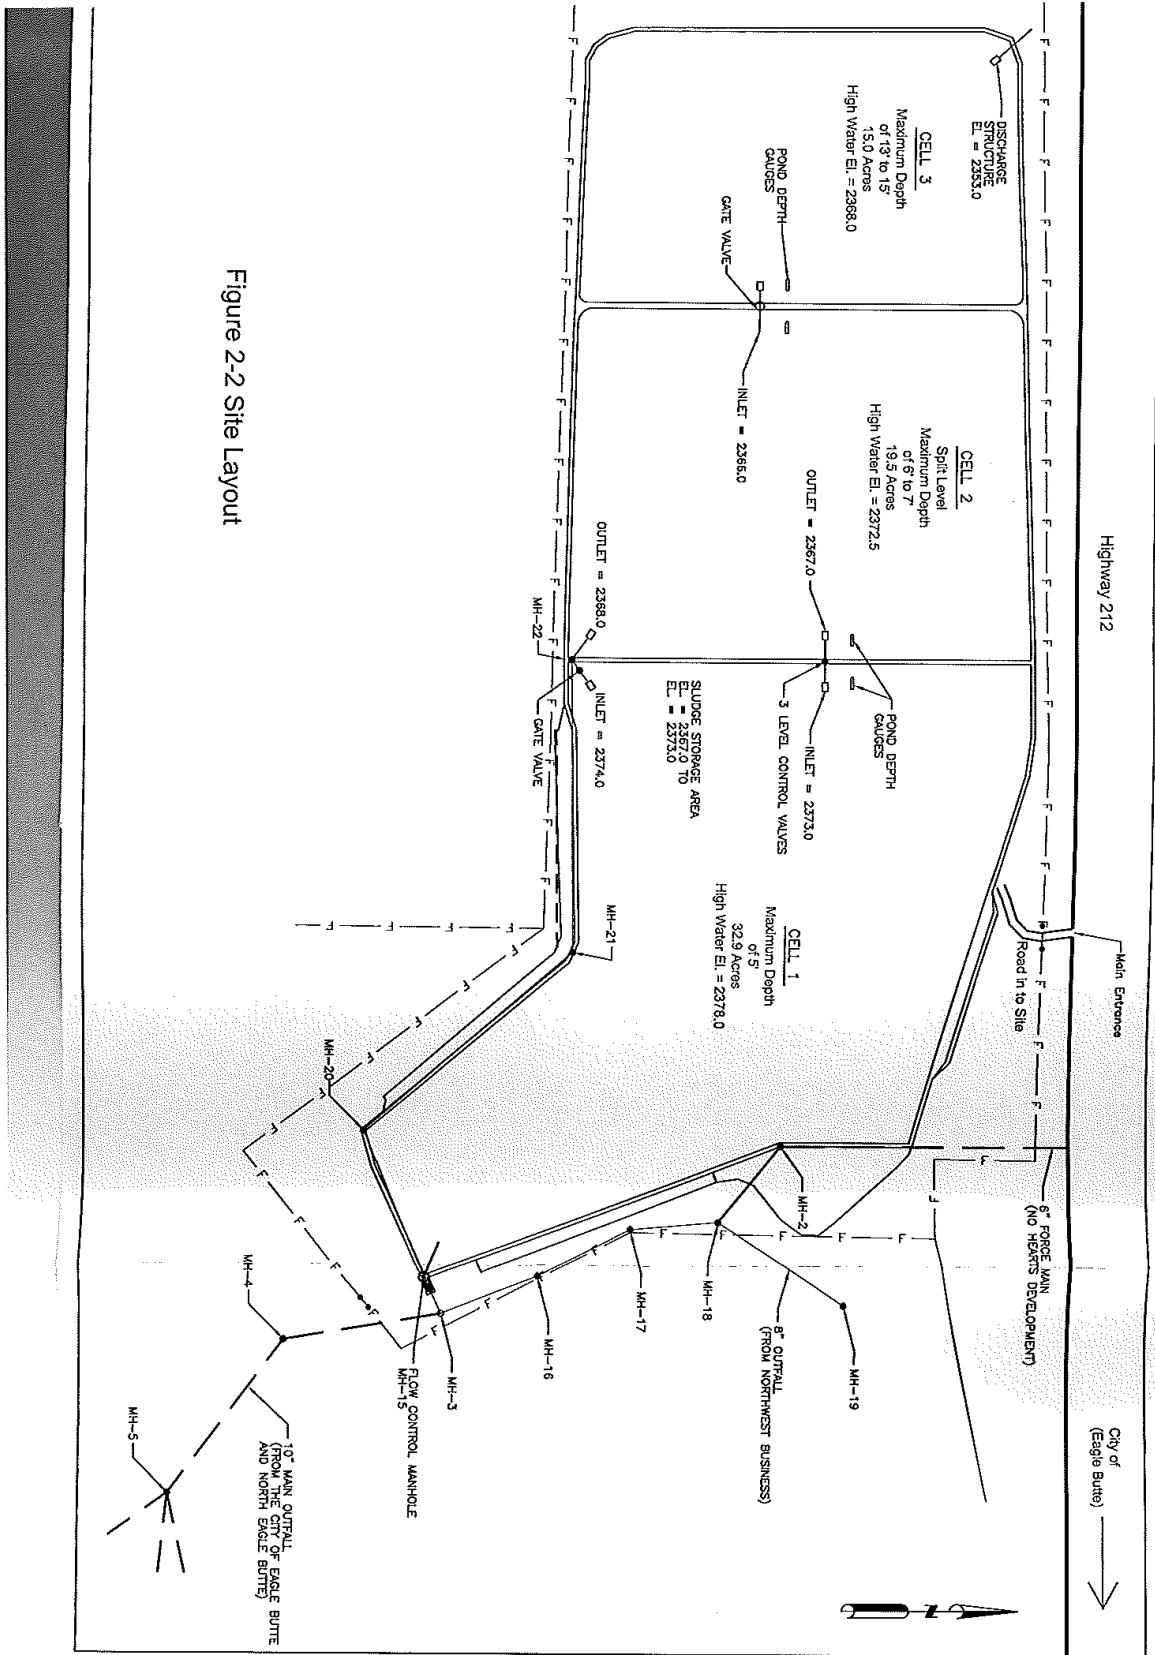 Highway 212
City of
(Eagle Butte)
Main Entrance
Road in to Site
6" FORCE MAIN
(NO HEARTS DEVELOPMENT)
DISCHARGE
STRUCTURE
EL = 2353.0
CELL 3
Maximum Depth
of 13' to 15'
15.0 Acres
High Water El. = 2368.0
POND DEPTH
GAUGES
GATE VALVE
INLET = 2365.0
CELL 2
Split Level
Maximum Depth
of 6' to 7'
19.5 Acres
High Water El. = 2372.5
OUTLET = 2367.0
POND DEPTH
GAUGES
INLET = 2373.0
3 LEVEL CONTROL VALVES
OUTLET = 2368.0
MH-22
SLUDGE STORAGE AREA
EL = 2367.0 TO
EL = 2373.0
INLET = 2374.0
GATE VALVE
CELL 1
Maximum Depth
of 5'
32.9 Acres
High Water El. = 2378.0
MH-21
MH-20
MH-2
MH-18
8" OUTFALL
(FROM NORTHWEST BUSINESS)
MH-19
MH-17
MH-16
MH-3
FLOW CONTROL MANHOLE
MH-15
MH-4
10" MAIN OUTFALL
(FROM THE CITY OF EAGLE BUTTE
AND NORTH EAGLE BUTTE)
MH-5
N
F F F F F F F F F F F F F F F F F F F F F F F F F F F F F F F F F F F F F F F F F F F F F F F F F F
Figure 2-2 Site Layout